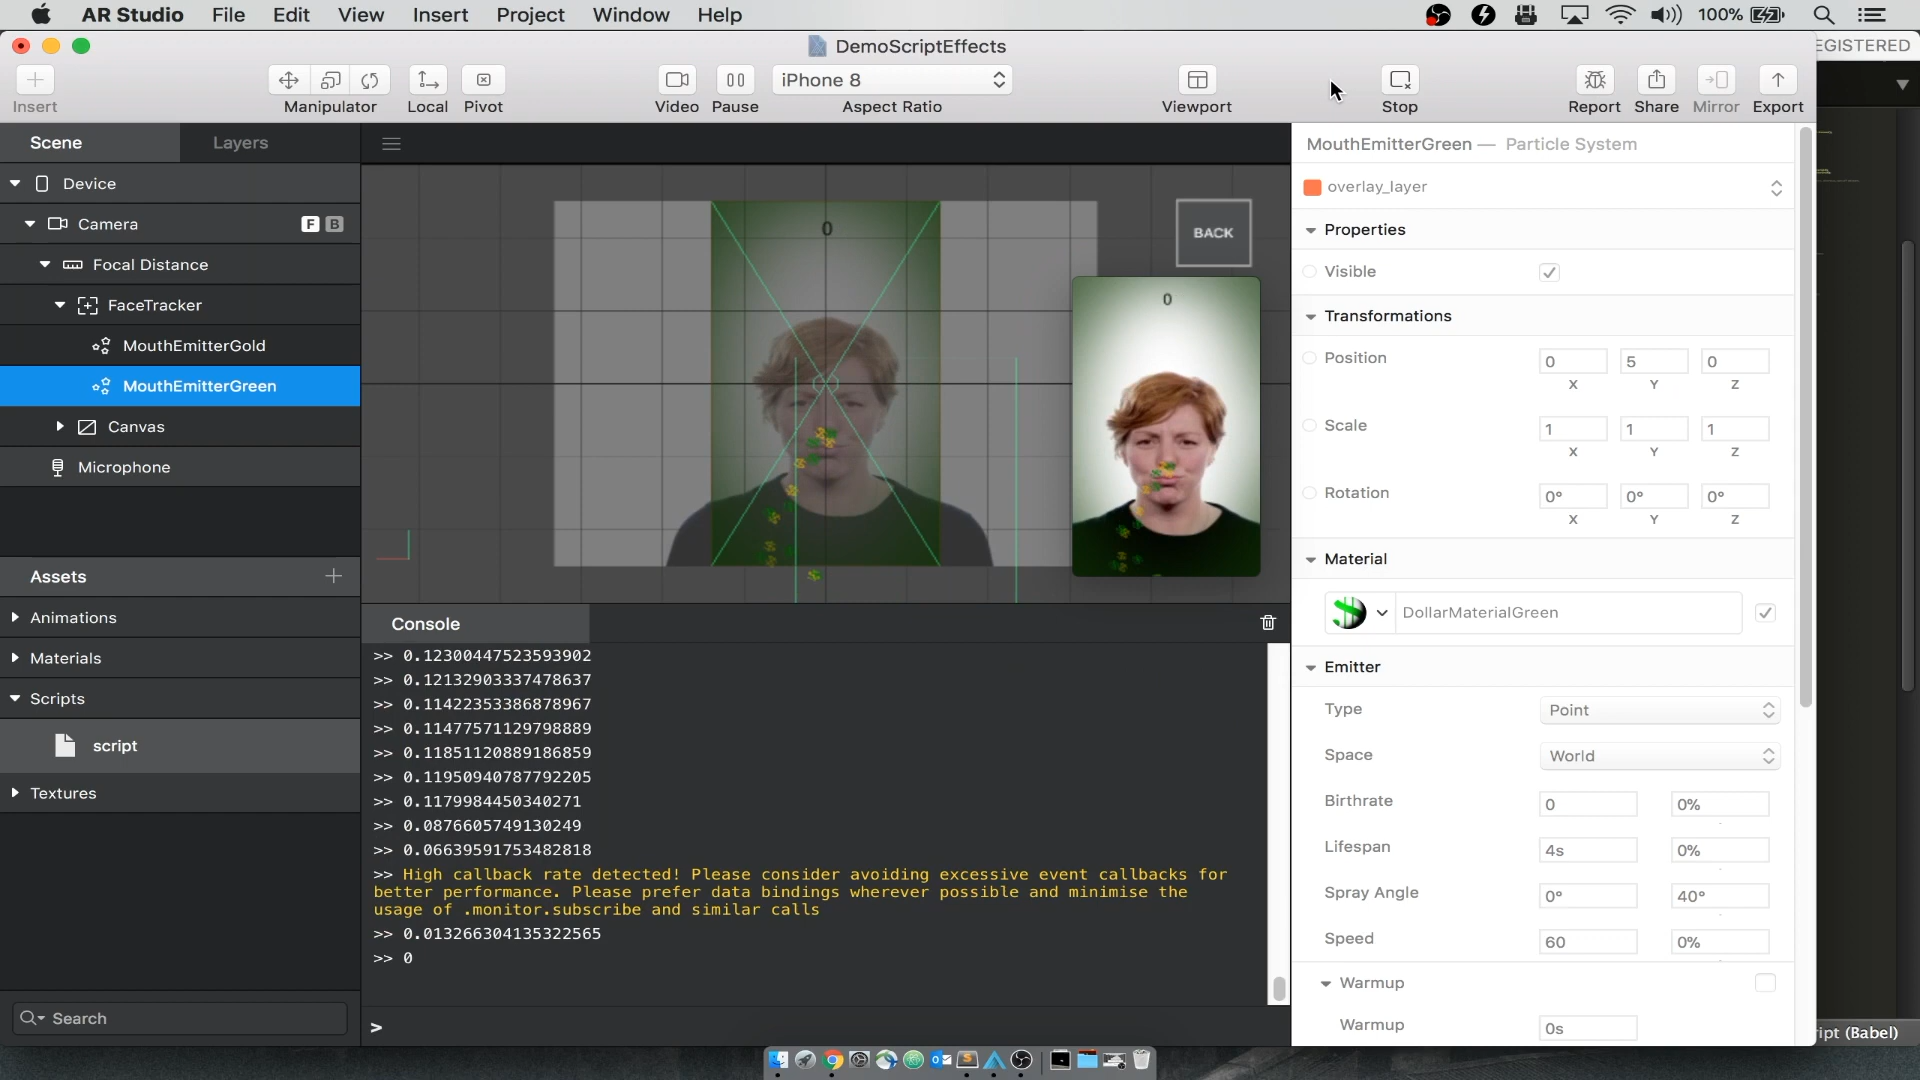 AR Studio File Edit View Insert Project Window Help 100%
DemoScriptEffects
EGISTERED
iPhone 8
Insert Manipulator Local Pivot Video Pause Aspect Ratio Viewport Stop Report Share Mirror Export
Scene Layers
Device
Camera F B
Focal Distance
FaceTracker
MouthEmitterGold
MouthEmitterGreen
Canvas
Microphone
Assets
Animations
Materials
Scripts
script
Textures
Search
0
BACK
0
Console
>> 0.12300447523593902
>> 0.12132903337478637
>> 0.11422353386878967
>> 0.11477571129798889
>> 0.11851120889186859
>> 0.11950940787792205
>> 0.1179984450340271
>> 0.0876605749130249
>> 0.06639591753482818
>> High callback rate detected! Please consider avoiding excessive event callbacks for
better performance. Please prefer data bindings wherever possible and minimise the
usage of .monitor.subscribe and similar calls
>> 0.013266304135322565
>> 0
>
MouthEmitterGreen — Particle System
overlay_layer
Properties
Visible
Transformations
Position 0 5 0
X Y Z
Scale 1 1 1
X Y Z
Rotation 0° 0° 0°
X Y Z
Material
DollarMaterialGreen
Emitter
Type Point
Space World
Birthrate 0 0%
Lifespan 4s 0%
Spray Angle 0° 40°
Speed 60 0%
Warmup
Warmup 0s
ript (Babel)